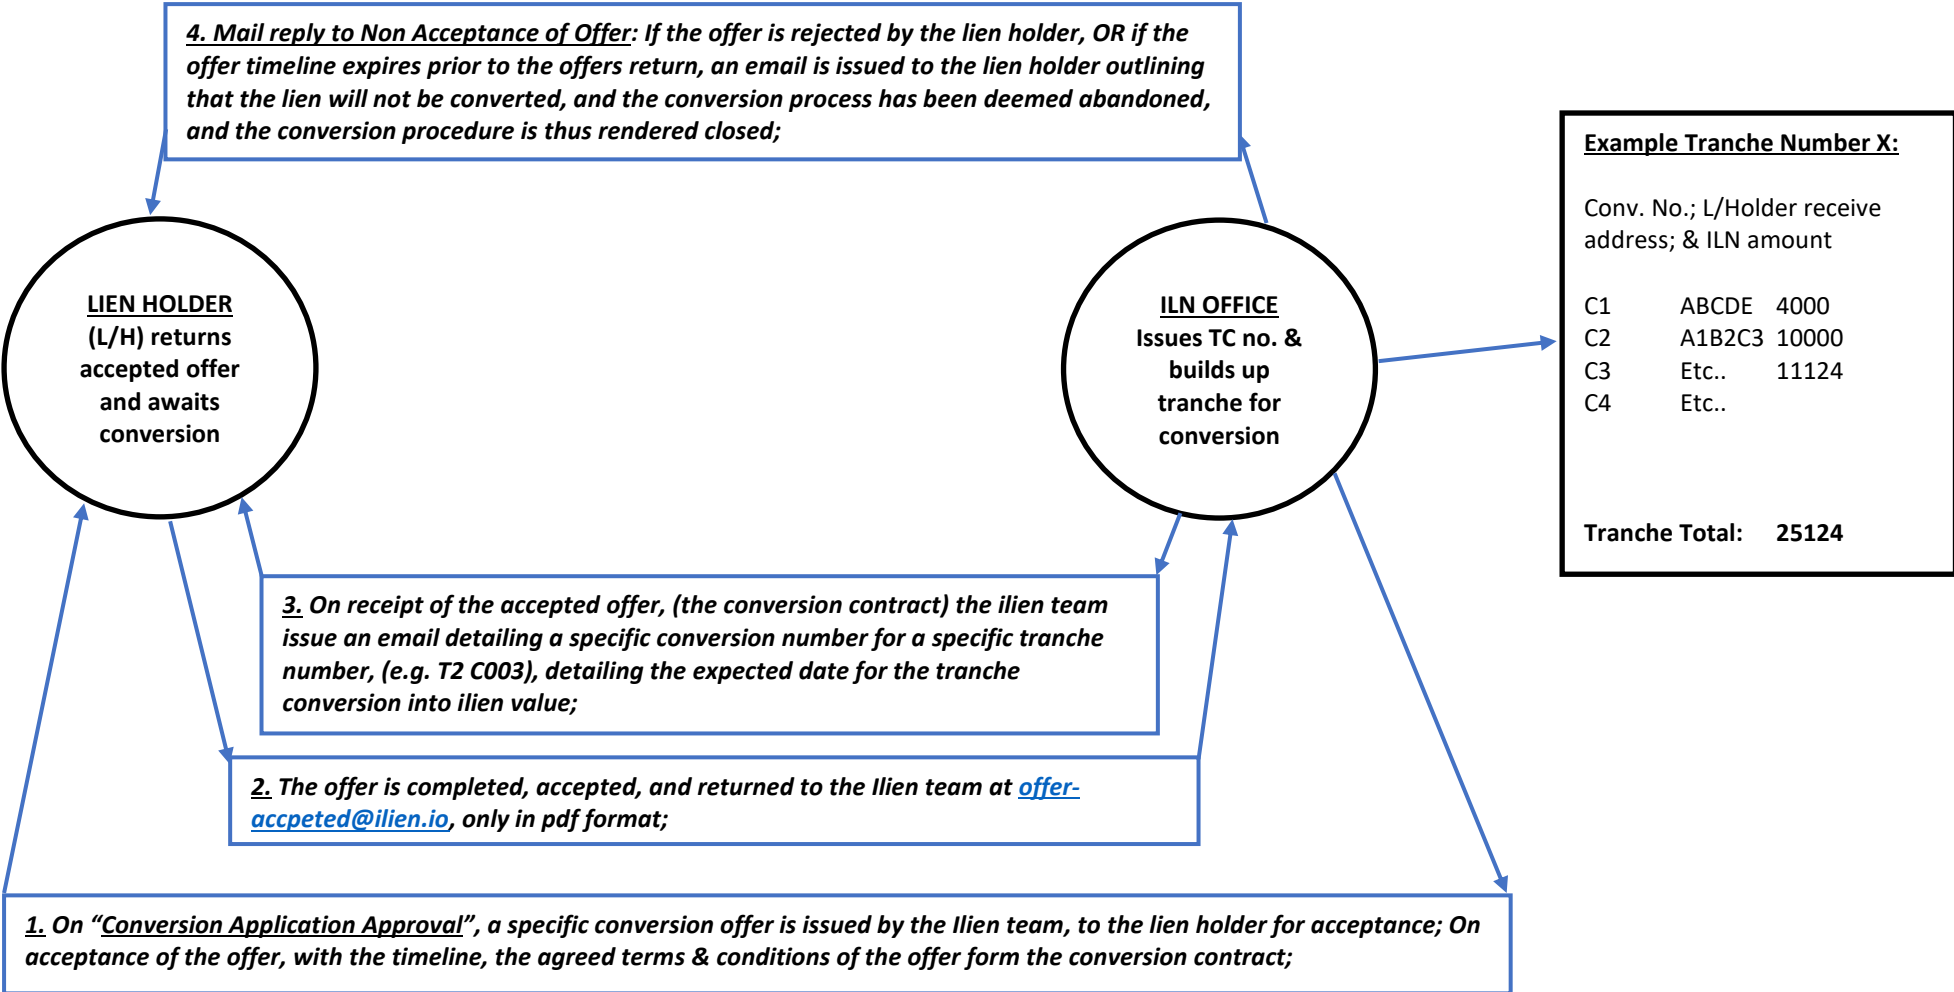 4. Mail reply to Non Acceptance of Offer: If the offer is rejected by the lien holder, OR if the
offer timeline expires prior to the offers return, an email is issued to the lien holder outlining
that the lien will not be converted, and the conversion process has been deemed abandoned,
and the conversion procedure is thus rendered closed;
LIEN HOLDER
(L/H) returns
accepted offer
and awaits
conversion
ILN OFFICE
Issues TC no. &
builds up
tranche for
conversion
Example Tranche Number X:
Conv. No.; L/Holder receive
address; & ILN amount
C1 ABCDE 4000
C2 A1B2C3 10000
C3 Etc.. 11124
C4 Etc..
Tranche Total: 25124
3. On receipt of the accepted offer, (the conversion contract) the ilien team
issue an email detailing a specific conversion number for a specific tranche
number, (e.g. T2 C003), detailing the expected date for the tranche
conversion into ilien value;
2. The offer is completed, accepted, and returned to the Ilien team at offer-
accpeted@ilien.io, only in pdf format;
1. On “Conversion Application Approval”, a specific conversion offer is issued by the Ilien team, to the lien holder for acceptance; On
acceptance of the offer, with the timeline, the agreed terms & conditions of the offer form the conversion contract;